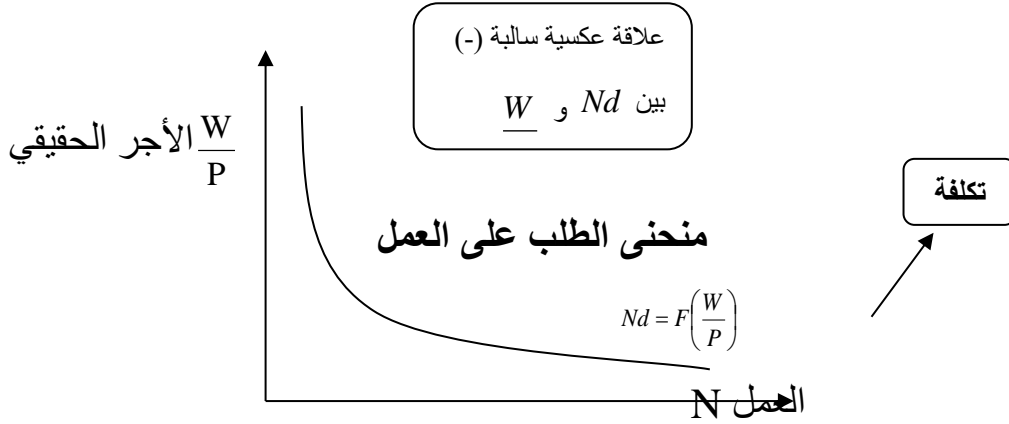 علاقة عكسية سالبة (-)
بين Nd و W
الأجر الحقيقي W/P
تكلفة
منحنى الطلب على العمل
Nd = F(W/P)
العمل N